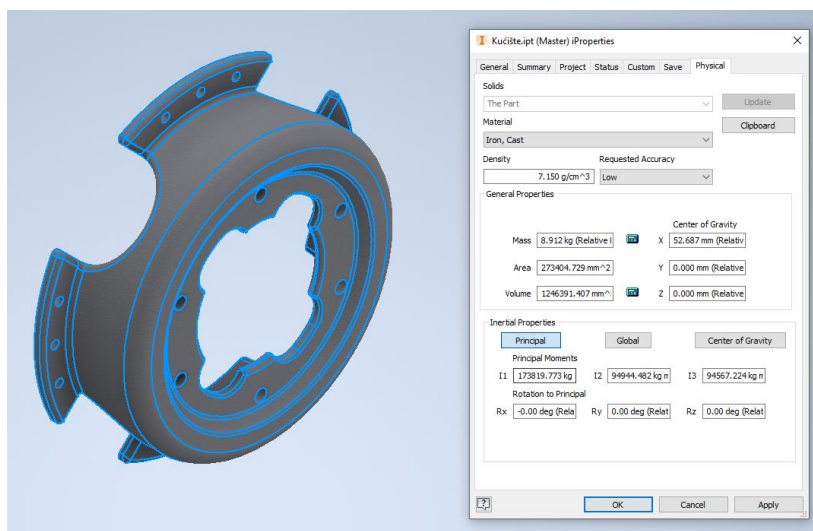 Kućište.ipt (Master) iProperties
General Summary Project Status Custom Save Physical
Solids
The Part Update
Material Clipboard
Iron, Cast
Density Requested Accuracy
7.150 g/cm^3 Low
General Properties
Center of Gravity
Mass 8.912 kg (Relative X 52.687 mm (Relativ
Area 273404.729 mm^2 Y 0.000 mm (Relative
Volume 1246391.407 mm^ Z 0.000 mm (Relative
Inertial Properties
Principal Global Center of Gravity
Principal Moments
I1 173819.773 kg I2 94944.482 kg m I3 94567.224 kg m
Rotation to Principal
Rx -0.00 deg (Rela Ry 0.00 deg (Relat Rz 0.00 deg (Relat
? OK Cancel Apply